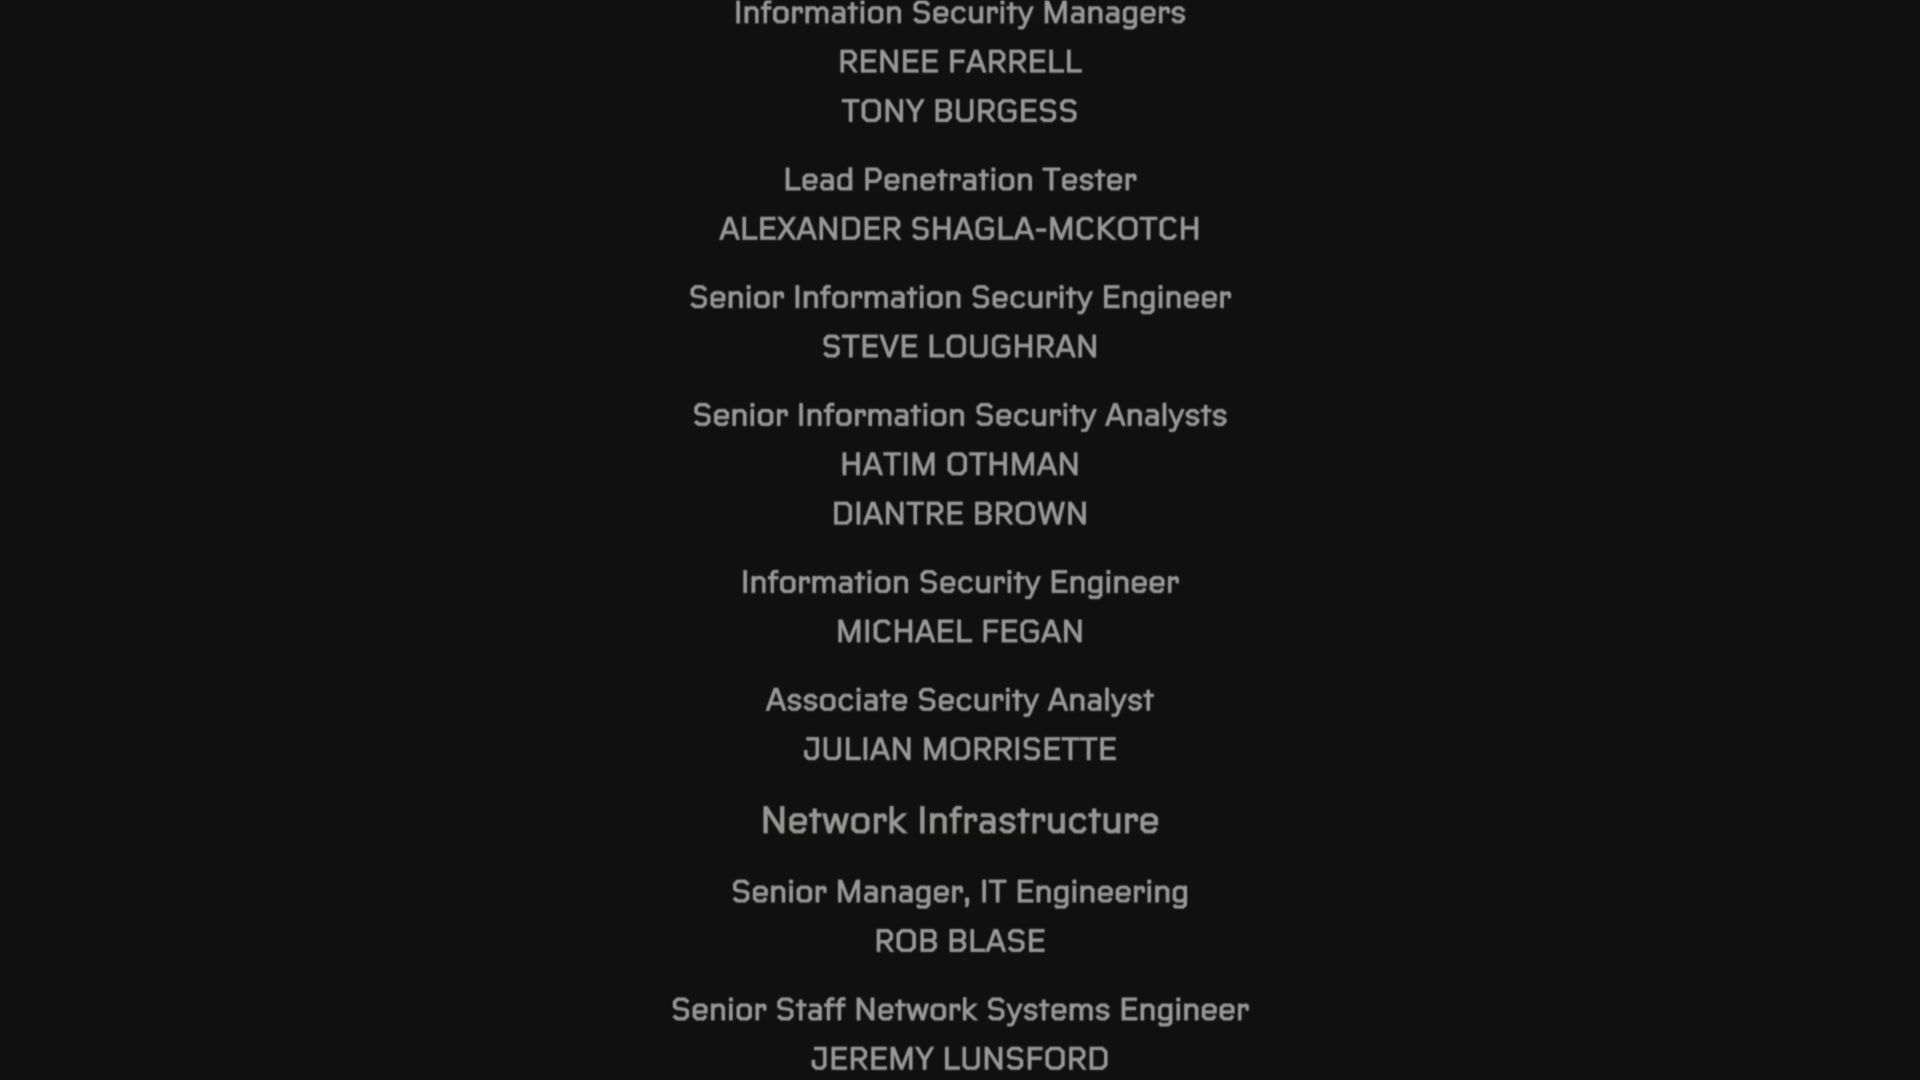 Information Security Managers
RENEE FARRELL
TONY BURGESS
Lead Penetration Tester
ALEXANDER SHAGLA-MCKOTCH
Senior Information Security Engineer
STEVE LOUGHRAN
Senior Information Security Analysts
HATIM OTHMAN
DIANTRE BROWN
Information Security Engineer
MICHAEL FEGAN
Associate Security Analyst
JULIAN MORRISETTE
Network Infrastructure
Senior Manager, IT Engineering
ROB BLASE
Senior Staff Network Systems Engineer
JEREMY LUNSFORD